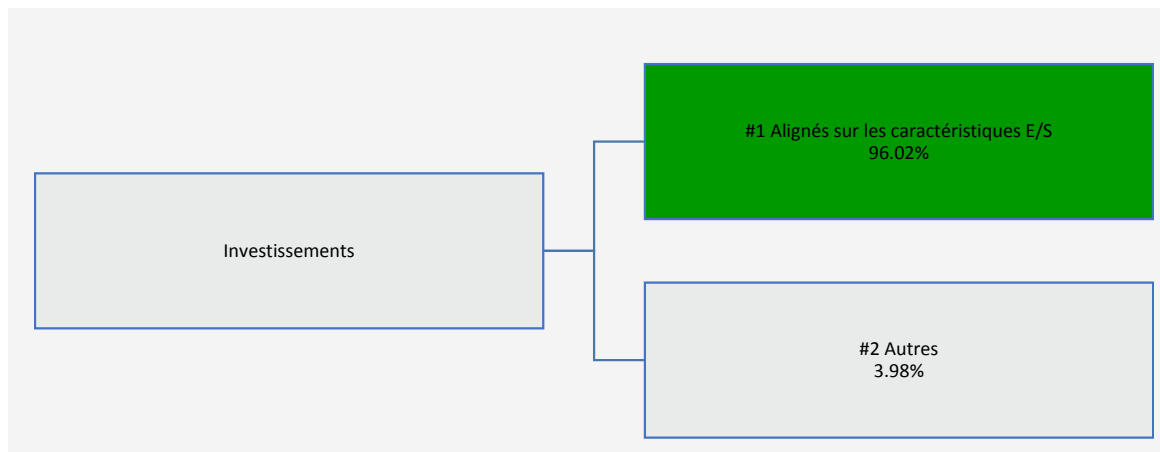 Investissements
#1 Alignés sur les caractéristiques E/S
96.02%
#2 Autres
3.98%